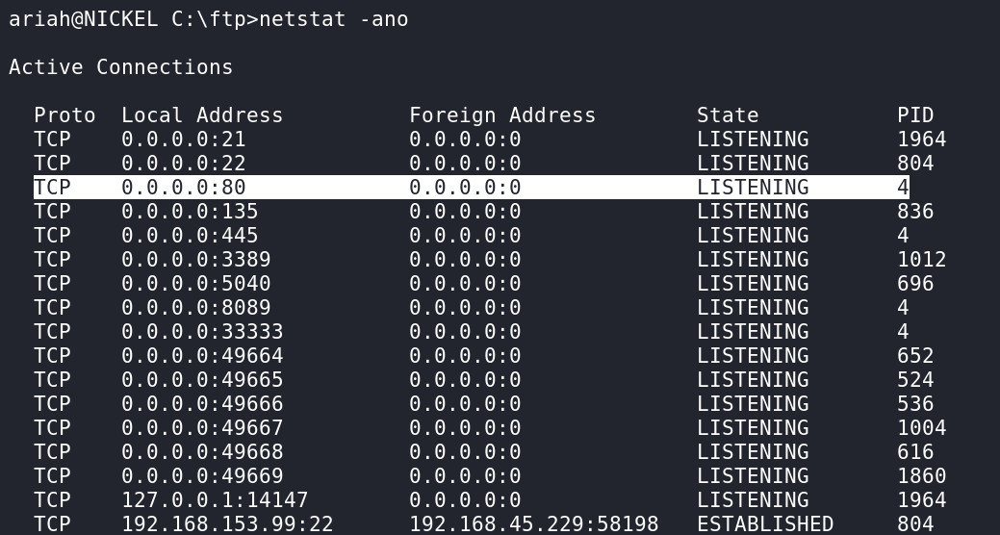 ariah@NICKEL C:\ftp>netstat -ano
Active Connections
Proto  Local Address          Foreign Address        State           PID
TCP    0.0.0.0:21             0.0.0.0:0              LISTENING       1964
TCP    0.0.0.0:22             0.0.0.0:0              LISTENING       804
TCP    0.0.0.0:80             0.0.0.0:0              LISTENING       4
TCP    0.0.0.0:135            0.0.0.0:0              LISTENING       836
TCP    0.0.0.0:445            0.0.0.0:0              LISTENING       4
TCP    0.0.0.0:3389           0.0.0.0:0              LISTENING       1012
TCP    0.0.0.0:5040           0.0.0.0:0              LISTENING       696
TCP    0.0.0.0:8089           0.0.0.0:0              LISTENING       4
TCP    0.0.0.0:33333          0.0.0.0:0              LISTENING       4
TCP    0.0.0.0:49664          0.0.0.0:0              LISTENING       652
TCP    0.0.0.0:49665          0.0.0.0:0              LISTENING       524
TCP    0.0.0.0:49666          0.0.0.0:0              LISTENING       536
TCP    0.0.0.0:49667          0.0.0.0:0              LISTENING       1004
TCP    0.0.0.0:49668          0.0.0.0:0              LISTENING       616
TCP    0.0.0.0:49669          0.0.0.0:0              LISTENING       1860
TCP    127.0.0.1:14147        0.0.0.0:0              LISTENING       1964
TCP    192.168.153.99:22      192.168.45.229:58198   ESTABLISHED     804